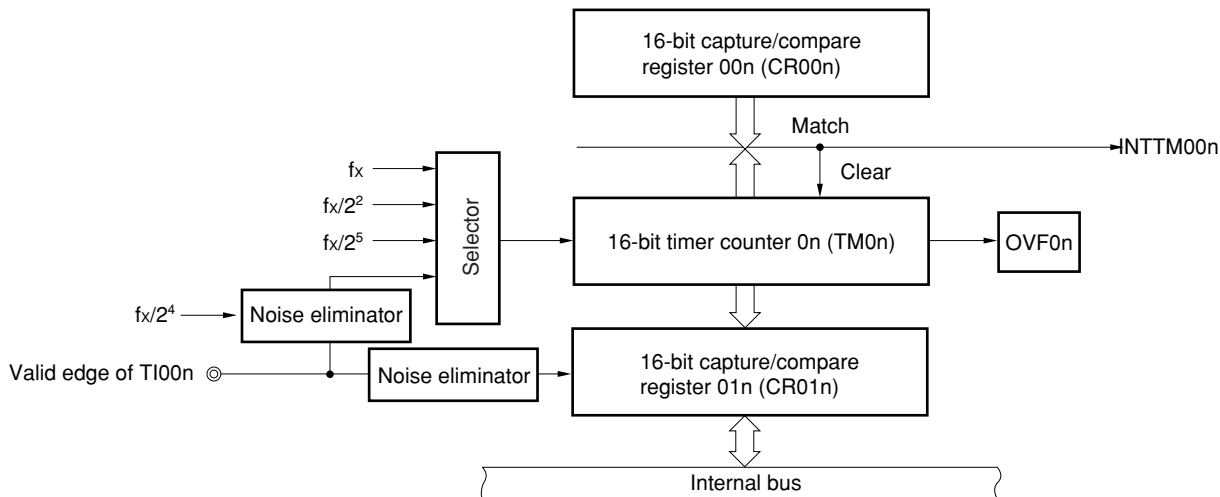 16-bit capture/compare
register 00n (CR00n)
Match
INTTM00n
Clear
fx
fx/2²
fx/2⁵
Selector
16-bit timer counter 0n (TM0n)
OVF0n
fx/2⁴
Noise eliminator
Valid edge of TI00n
Noise eliminator
16-bit capture/compare
register 01n (CR01n)
Internal bus